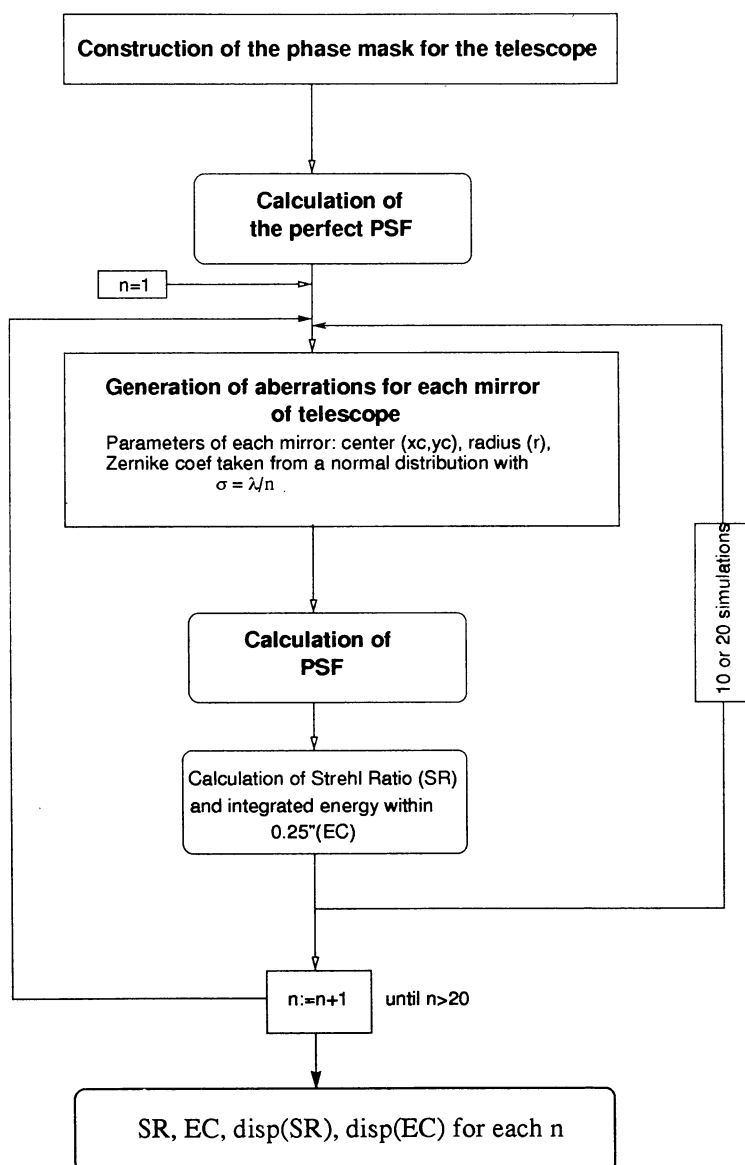 Construction of the phase mask for the telescope
Calculation of
the perfect PSF
n=1
Generation of aberrations for each mirror
of telescope
Parameters of each mirror: center (xc,yc), radius (r),
Zernike coef taken from a normal distribution with
σ = λ/n
10 or 20 simulations
Calculation of
PSF
Calculation of Strehl Ratio (SR)
and integrated energy within
0.25"(EC)
n:=n+1 until n>20
SR, EC, disp(SR), disp(EC) for each n